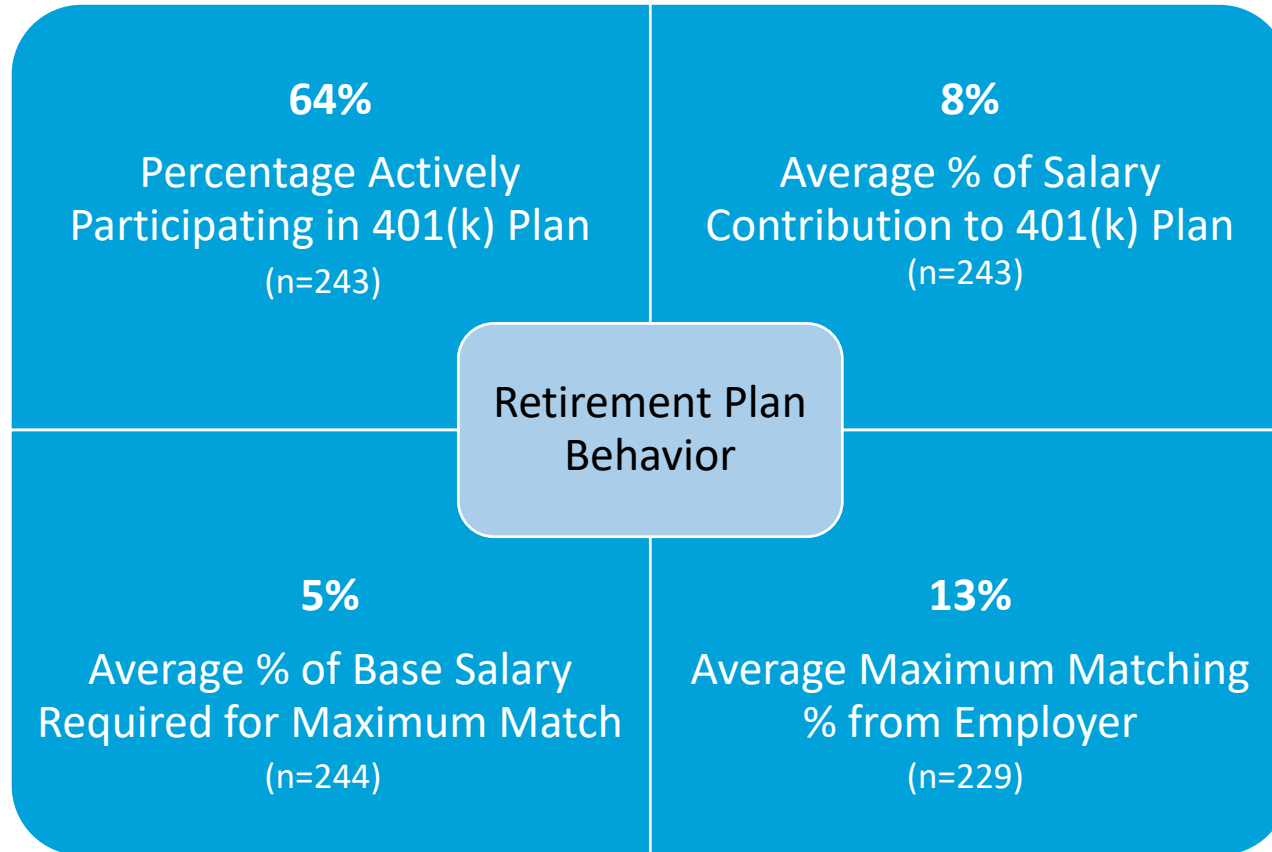 64%
Percentage Actively
Participating in 401(k) Plan
(n=243)
8%
Average % of Salary
Contribution to 401(k) Plan
(n=243)
Retirement Plan
Behavior
5%
Average % of Base Salary
Required for Maximum Match
(n=244)
13%
Average Maximum Matching
% from Employer
(n=229)